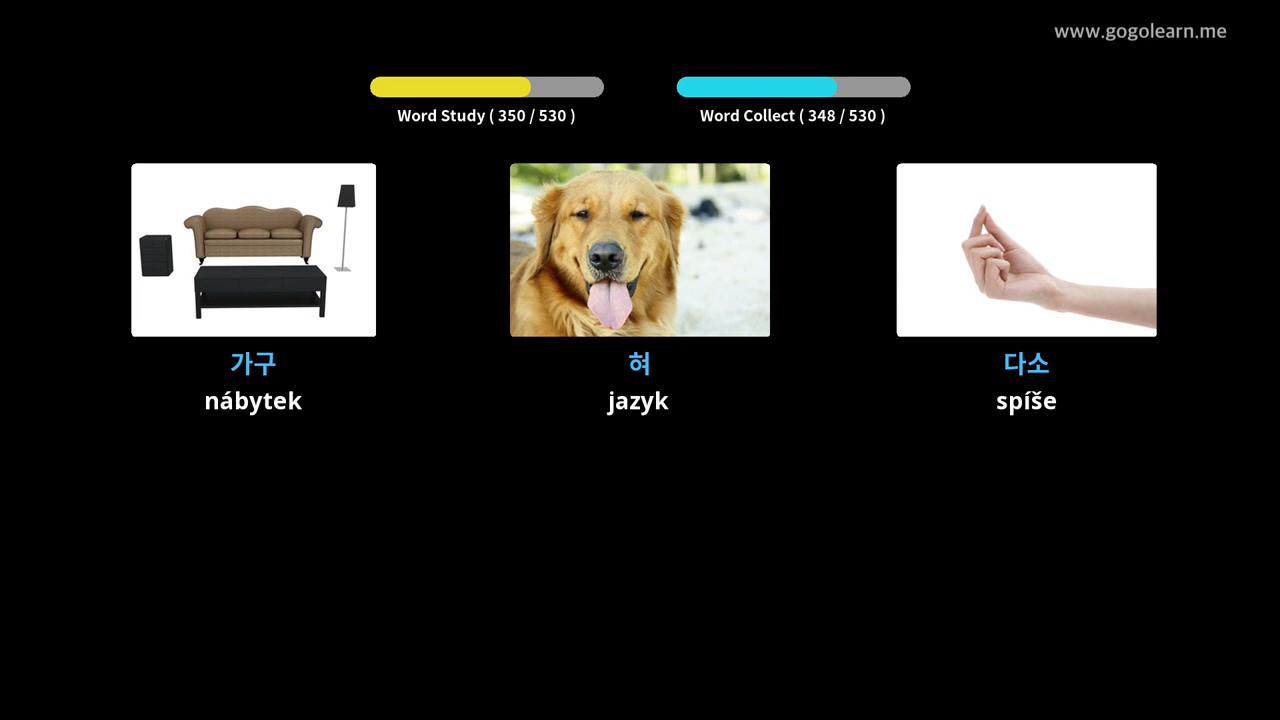 www.gogolearn.me
Word Study ( 350 / 530 )
Word Collect ( 348 / 530 )
가구
혀
다소
nábytek
jazyk
spíše